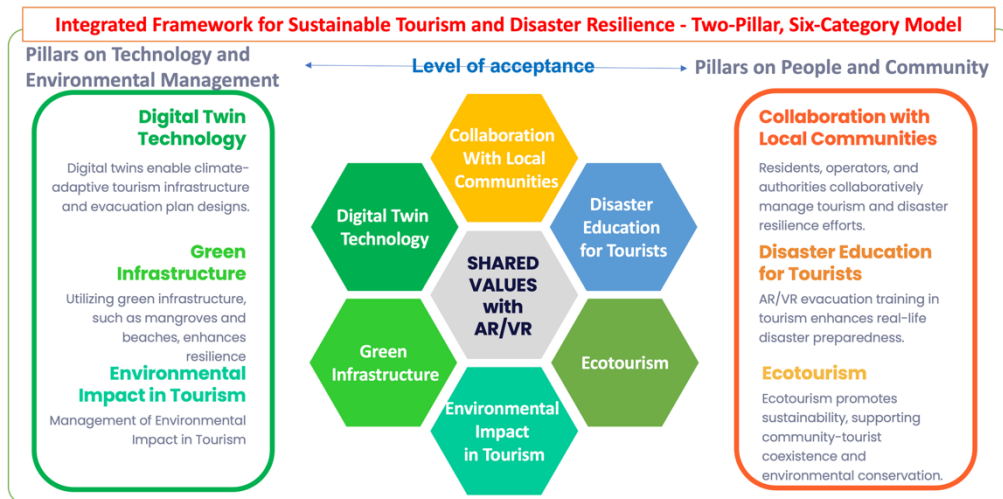 Integrated Framework for Sustainable Tourism and Disaster Resilience - Two-Pillar, Six-Category Model
Pillars on Technology and
Environmental Management
Level of acceptance
Pillars on People and Community
Digital Twin
Technology
Digital twins enable climate-
adaptive tourism infrastructure
and evacuation plan designs.
Green
Infrastructure
Utilizing green infrastructure,
such as mangroves and
beaches, enhances
resilience
Environmental
Impact in Tourism
Management of Environmental
Impact in Tourism
Collaboration
With Local
Communities
Digital Twin
Technology
Disaster
Education
for Tourists
SHARED
VALUES
with
AR/VR
Green
Infrastructure
Ecotourism
Environmental
Impact
in Tourism
Collaboration with
Local Communities
Residents, operators, and
authorities collaboratively
manage tourism and disaster
resilience efforts.
Disaster Education
for Tourists
AR/VR evacuation training in
tourism enhances real-life
disaster preparedness.
Ecotourism
Ecotourism promotes
sustainability, supporting
community-tourist
coexistence and
environmental conservation.